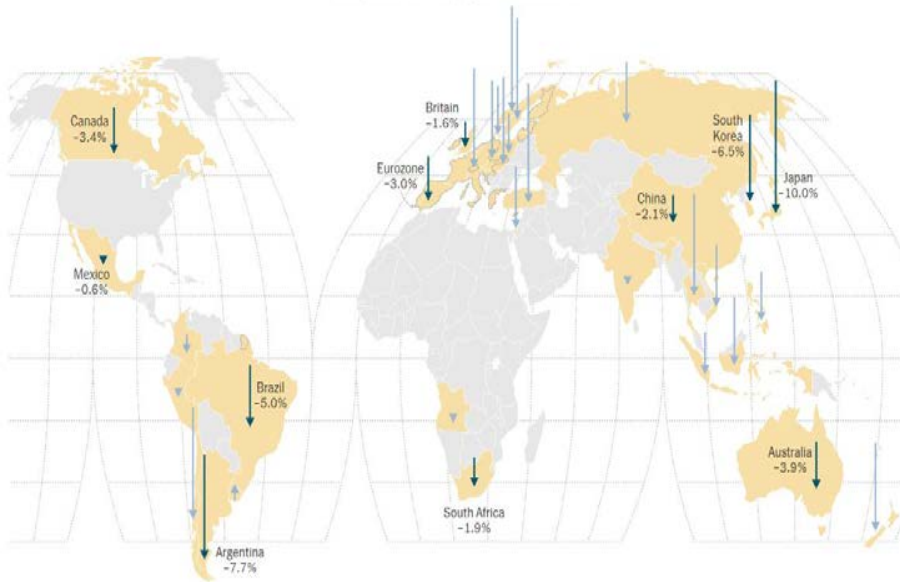 Canada
-3.4%
Britain
-1.6%
Eurozone
-3.0%
South
Korea
-6.5%
Japan
-10.0%
China
-2.1%
Mexico
-0.6%
Brazil
-5.0%
Australia
-3.9%
South Africa
-1.9%
Argentina
-7.7%